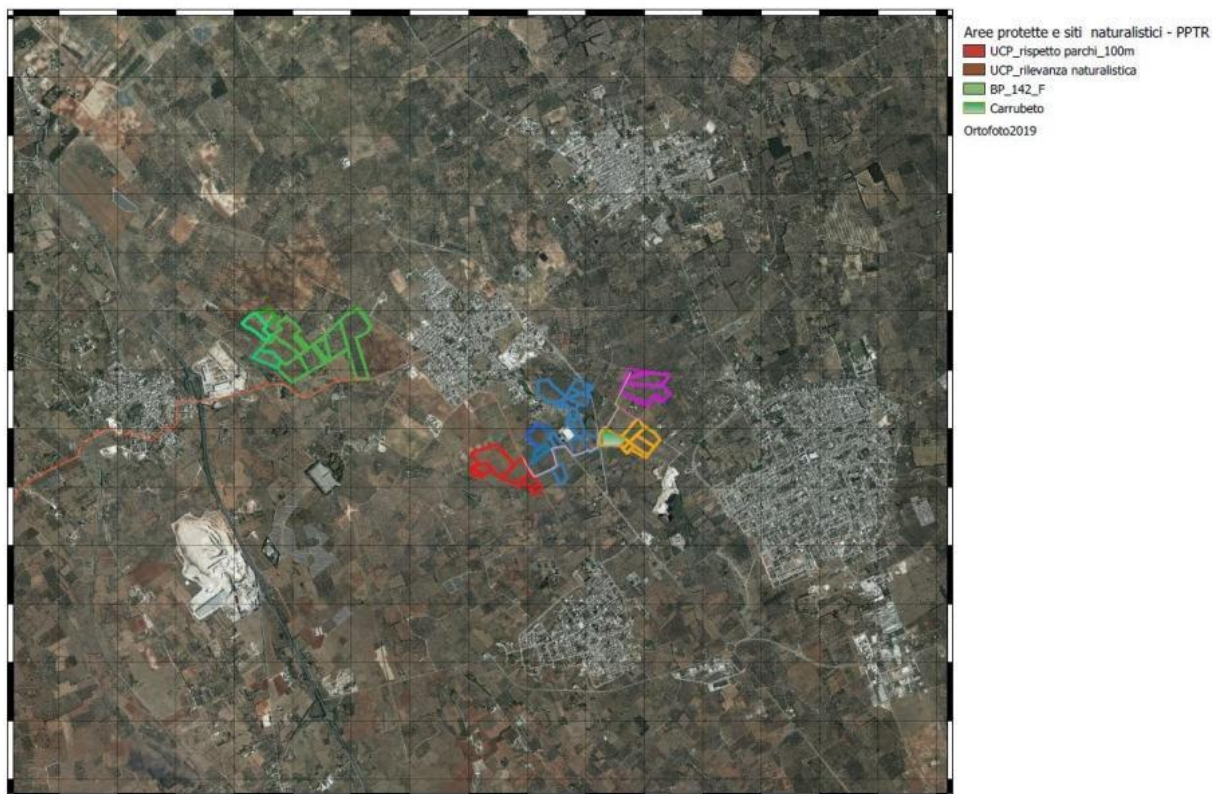 Aree protette e siti naturalistici - PPTR
UCP_rispetto parchi_100m
UCP_rilevanza naturalistica
BP_142_F
Carrubeto
Ortofoto2019